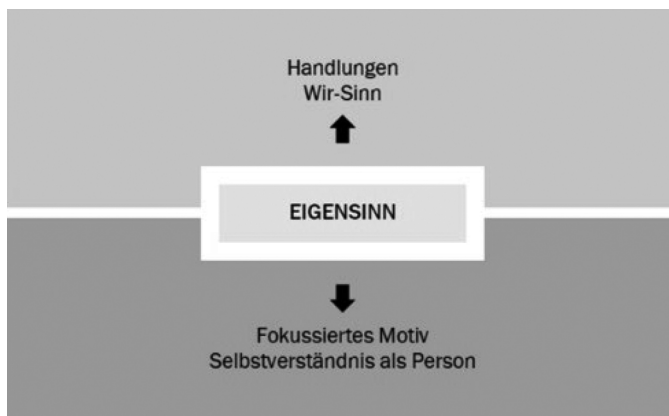 Handlungen
Wir-Sinn
EIGENSINN
Fokussiertes Motiv
Selbstverständnis als Person